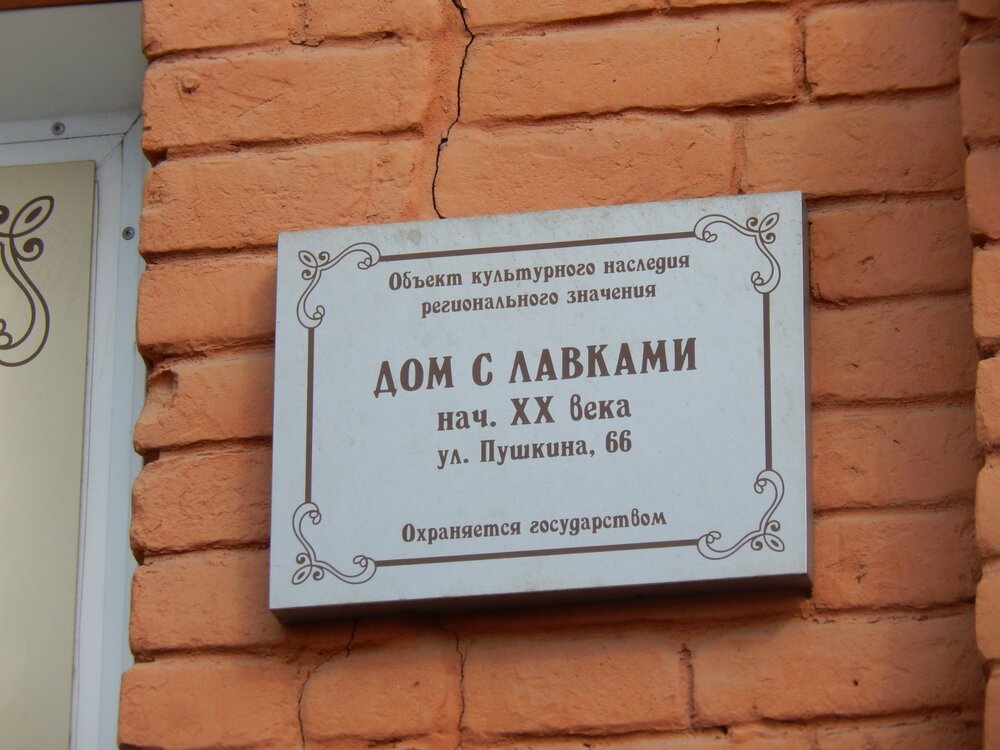 Объект культурного наследия
регионального значения
ДОМ С ЛАВКАМИ
нач. XX века
ул. Пушкина, 66
Охраняется государством